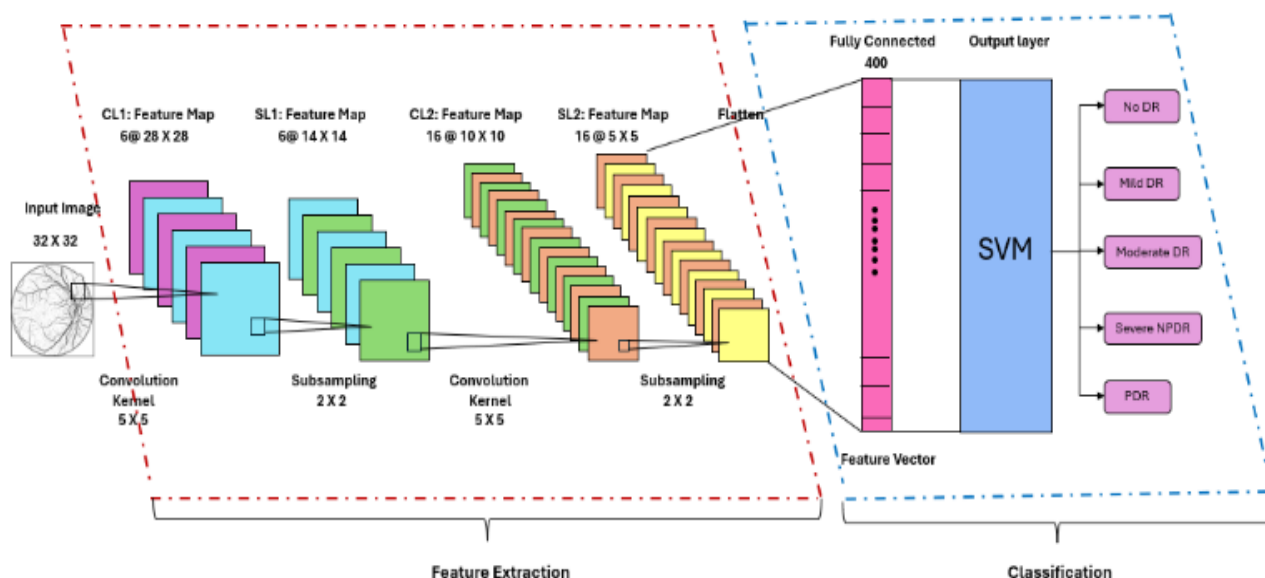 Input Image
32 X 32
CL1: Feature Map
6@ 28 X 28
SL1: Feature Map
6@ 14 X 14
CL2: Feature Map
16 @ 10 X 10
SL2: Feature Map
16 @ 5 X 5
Flatten
Convolution
Kernel
5 X 5
Subsampling
2 X 2
Convolution
Kernel
5 X 5
Subsampling
2 X 2
Feature Extraction
Fully Connected
400
Feature Vector
Output layer
SVM
No DR
Mild DR
Moderate DR
Severe NPDR
PDR
Classification